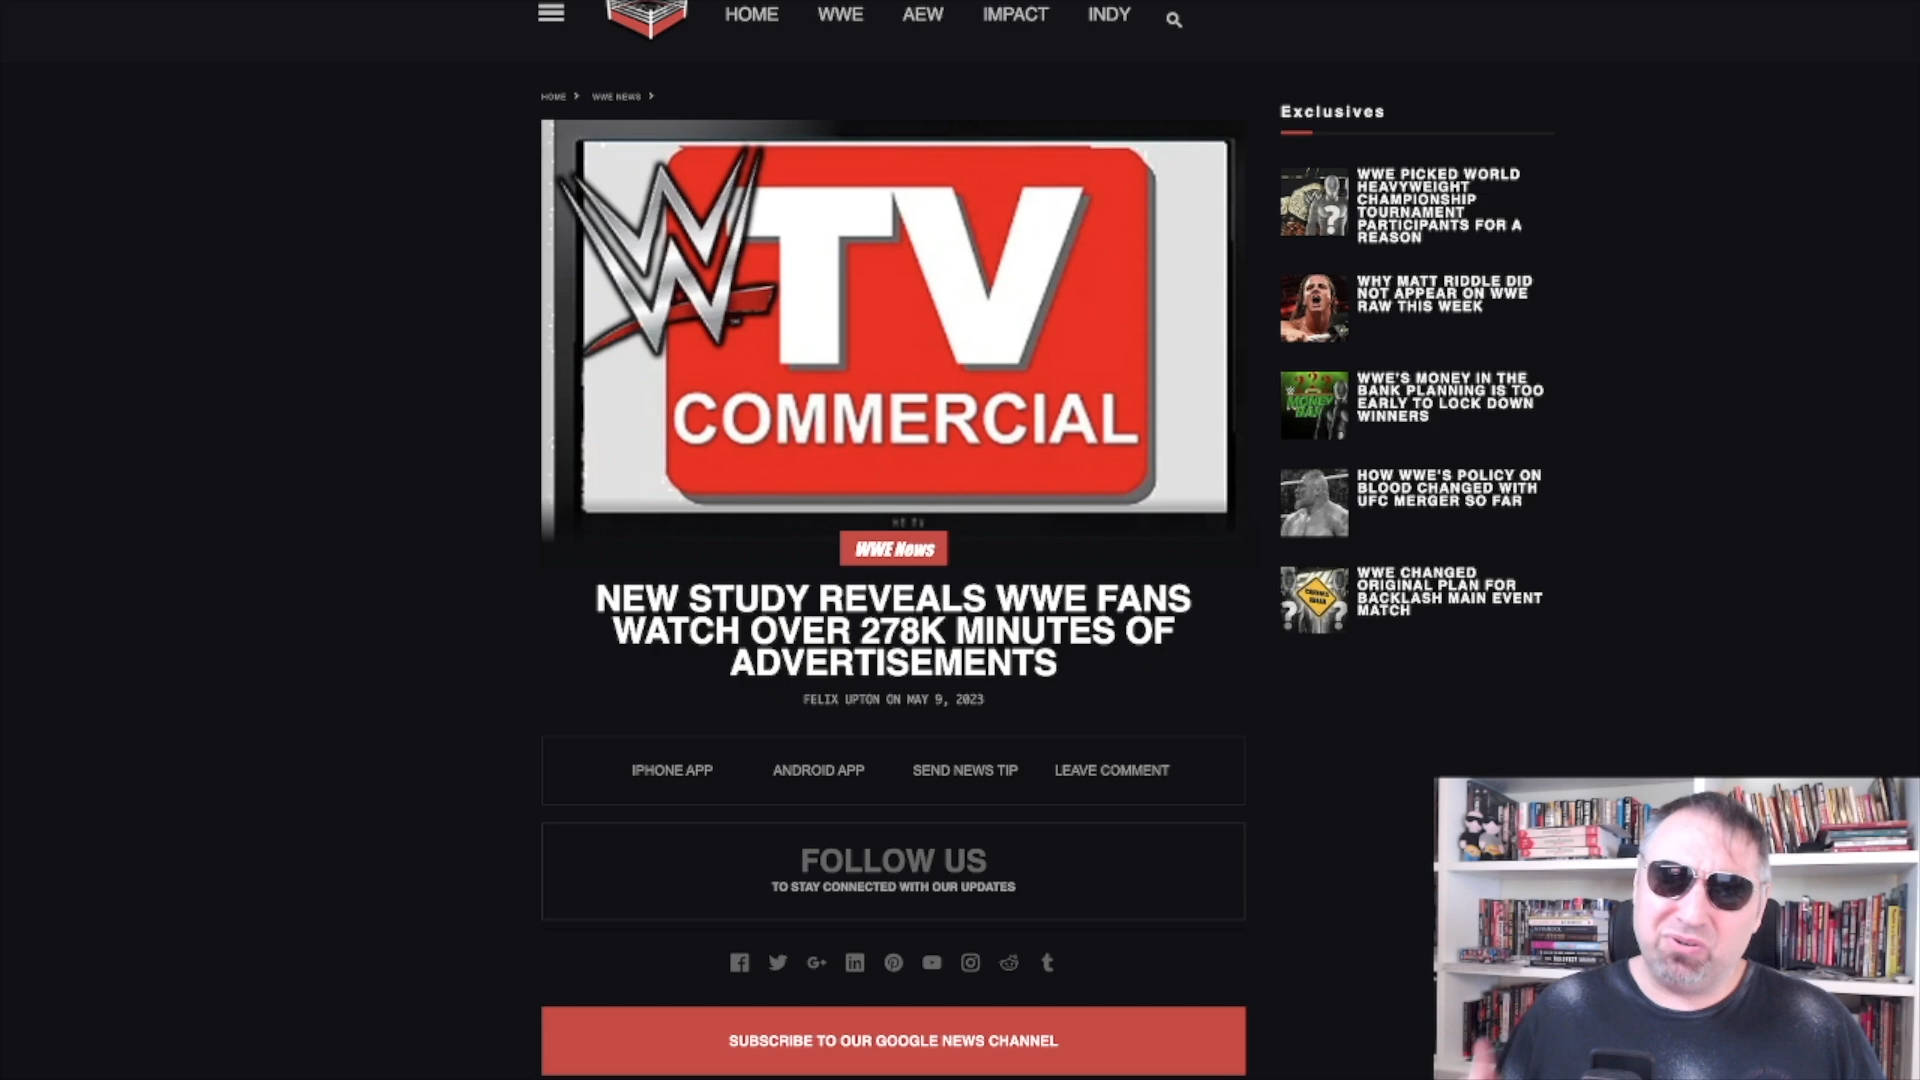 HOME
WWE
AEW
IMPACT
INDY
HOME
WWE NEWS
TV
COMMERCIAL
WWE News
NEW STUDY REVEALS WWE FANS
WATCH OVER 278K MINUTES OF
ADVERTISEMENTS
FELIX UPTON ON MAY 9, 2023
IPHONE APP
ANDROID APP
SEND NEWS TIP
LEAVE COMMENT
FOLLOW US
TO STAY CONNECTED WITH OUR UPDATES
SUBSCRIBE TO OUR GOOGLE NEWS CHANNEL
Exclusives
WWE PICKED WORLD
HEAVYWEIGHT
CHAMPIONSHIP
TOURNAMENT
PARTICIPANTS FOR A
REASON
WHY MATT RIDDLE DID
NOT APPEAR ON WWE
RAW THIS WEEK
WWE'S MONEY IN THE
BANK PLANNING IS TOO
EARLY TO LOCK DOWN
WINNERS
HOW WWE'S POLICY ON
BLOOD CHANGED WITH
UFC MERGER SO FAR
WWE CHANGED
ORIGINAL PLAN FOR
BACKLASH MAIN EVENT
MATCH